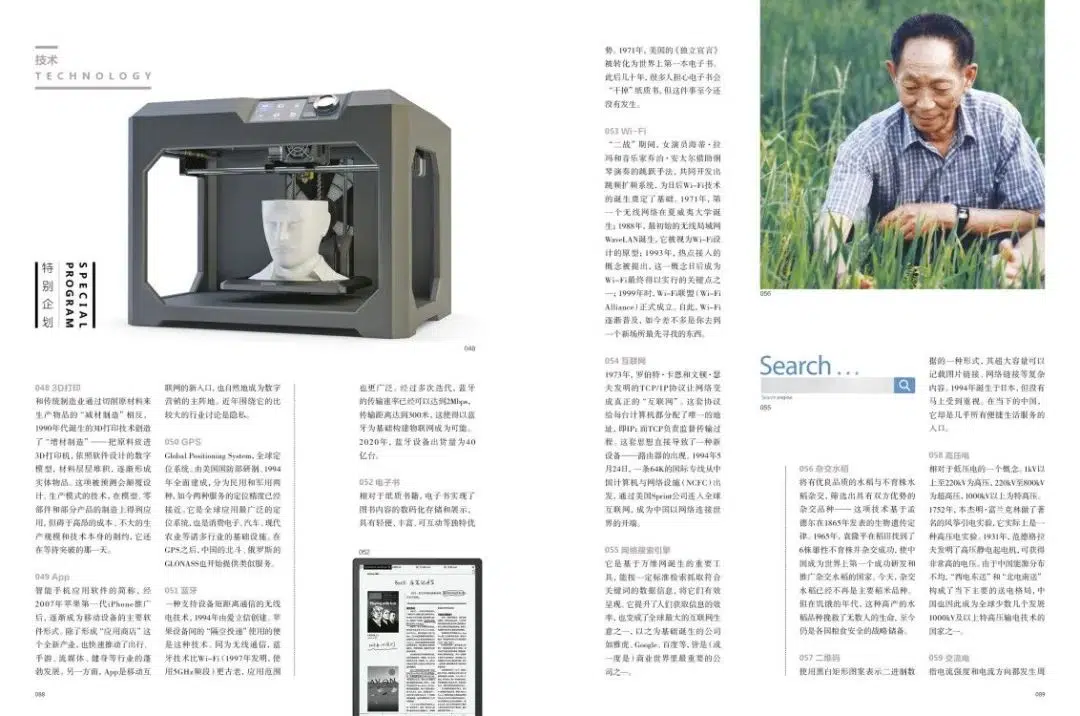 技术
TECHNOLOGY
特别企划
SPECIAL
PROGRAM
048
048 3D打印
和传统制造业通过切削原材料来
生产物品的“减材制造”相反，
1990年代诞生的3D打印技术创造
了“增材制造”——把原料放进
3D打印机，依照软件设计的数字
模型，材料层层堆积，逐渐形成
实体物品。这项被预测会颠覆设
计、生产模式的技术，在模型、零
部件和部分产品的制造上得到应
用，但碍于高昂的成本、不大的生
产规模和技术本身的制约，它还
在等待突破的那一天。
049 App
智能手机应用软件的简称，经
2007年苹果第一代iPhone推广
后，逐渐成为移动设备的主要软
件形式。除了形成“应用商店”这
个全新产业，也快速推动了出行、
手游、流媒体、健身等行业的蓬
勃发展。另一方面，App是移动互
088
联网的新入口，也自然地成为数字
营销的主阵地。近年围绕它的比
较大的行业讨论是隐私。
050 GPS
Global Positioning System，全球定
位系统。由美国国防部研制，1994
年全面建成，分为民用和军用两
种，如今两种服务的定位精度已经
接近。它是全球应用最广泛的定
位系统，也是消费电子、汽车、现代
农业等诸多行业的基础设施。在
GPS之后，中国的北斗、俄罗斯的
GLONASS也开始提供类似服务。
051 蓝牙
一种支持设备短距离通信的无线
电技术，1994年由爱立信创建。苹
果设备间的“隔空投递”使用的便
是这种技术。同为无线通信，蓝
牙技术比Wi-Fi（1997年发明，使
用5GHz频段）更古老，应用范围
也更广泛。经过多次迭代，蓝牙
的传输速率已经可以达到2Mbps，
传输距离达到300米，这使得以蓝
牙为基础构建物联网成为可能。
2020年，蓝牙设备出货量为40
亿台。
052 电子书
相对于纸质书籍，电子书实现了
图书内容的数码化存储和展示，
具有轻便、丰富、可互动等独特优
052
势。1971年，美国的《独立宣言》
被转化为世界上第一本电子书。
此后几十年，很多人担心电子书会
“干掉”纸质书，但这件事至今还
没有发生。
053 Wi-Fi
“二战”期间，女演员海蒂·拉
玛和音乐家乔治·安太尔借助钢
琴演奏的跳跃手法，共同开发出
跳频扩频系统，为日后Wi-Fi技术
的诞生奠定了基础。1971年，第
一个无线网络在夏威夷大学诞
生；1988年，最初的无线局域网
WaveLAN诞生，它被视为Wi-Fi设
计的原型；1993年，热点接入的
概念被提出，这一概念日后成为
Wi-Fi最终得以实行的关键点之
一；1999年时，Wi-Fi联盟（Wi-Fi
Alliance）正式成立。自此，Wi-Fi
逐渐普及，如今差不多是你去到
一个新场所最先寻找的东西。
054 互联网
1973年，罗伯特·卡恩和文顿·瑟
夫发明的TCP/IP协议让网络变
成真正的“互联网”。这套协议
给每台计算机都分配了唯一的地
址，即IP；而TCP负责监督传输过
程。这套思想直接导致了一种新
设备——路由器的出现。1994年5
月24日，一条64K的国际专线从中
国计算机与网络设施（NCFC）出
发，通过美国Sprint公司连入全球
互联网，成为中国以网络连接世
界的开端。
055 网络搜索引擎
它是基于万维网诞生的重要工
具，能按一定标准检索抓取符合
关键词的数据信息，将它们有效
呈现。它提升了人们获取信息的效
率，也变成了全球最大的互联网生
意之一。以之为基础诞生的公司
如雅虎、Google、百度等，皆是（或
一度是）商业世界里最重要的公
司之一。
056
Search ...
Search engine
055
056 杂交水稻
将有优良品质的水稻与不育株水
稻杂交，筛选出具有双方优势的
杂交品种——这项技术基于孟
德尔在1865年发表的生物遗传定
律。1965年，袁隆平在稻田找到了
6株雄性不育株并杂交成功，使中
国成为世界上第一个成功研发和
推广杂交水稻的国家。今天，杂交
水稻已经不再是主要稻米品种。
但在饥饿的年代，这种高产的水
稻品种挽救了无数人的生命，至今
仍是各国粮食安全的战略储备。
057 二维码
使用黑白矩形图案表示二进制数
据的一种形式，其超大容量可以
记载图片链接、网络链接等复杂
内容。1994年诞生于日本，但没有
马上受到重视。在当下的中国，
它却是几乎所有便捷生活服务的
入口。
058 高压电
相对于低压电的一个概念。1kV以
上至220kV为高压，220kV至800kV
为超高压，1000kV以上为特高压。
1752年，本杰明·富兰克林做了著
名的风筝引电实验，它实际上是一
种高压电实验。1931年，范德格拉
夫发明了高压静电起电机，可获得
非常高的电压。由于中国能源分布
不均，“西电东送”和“北电南送”
构成了当下主要的送电格局，中
国也因此成为全球少数几个发展
1000kV及以上特高压输电技术的
国家之一。
059 交流电
指电流强度和电流方向都发生周
089